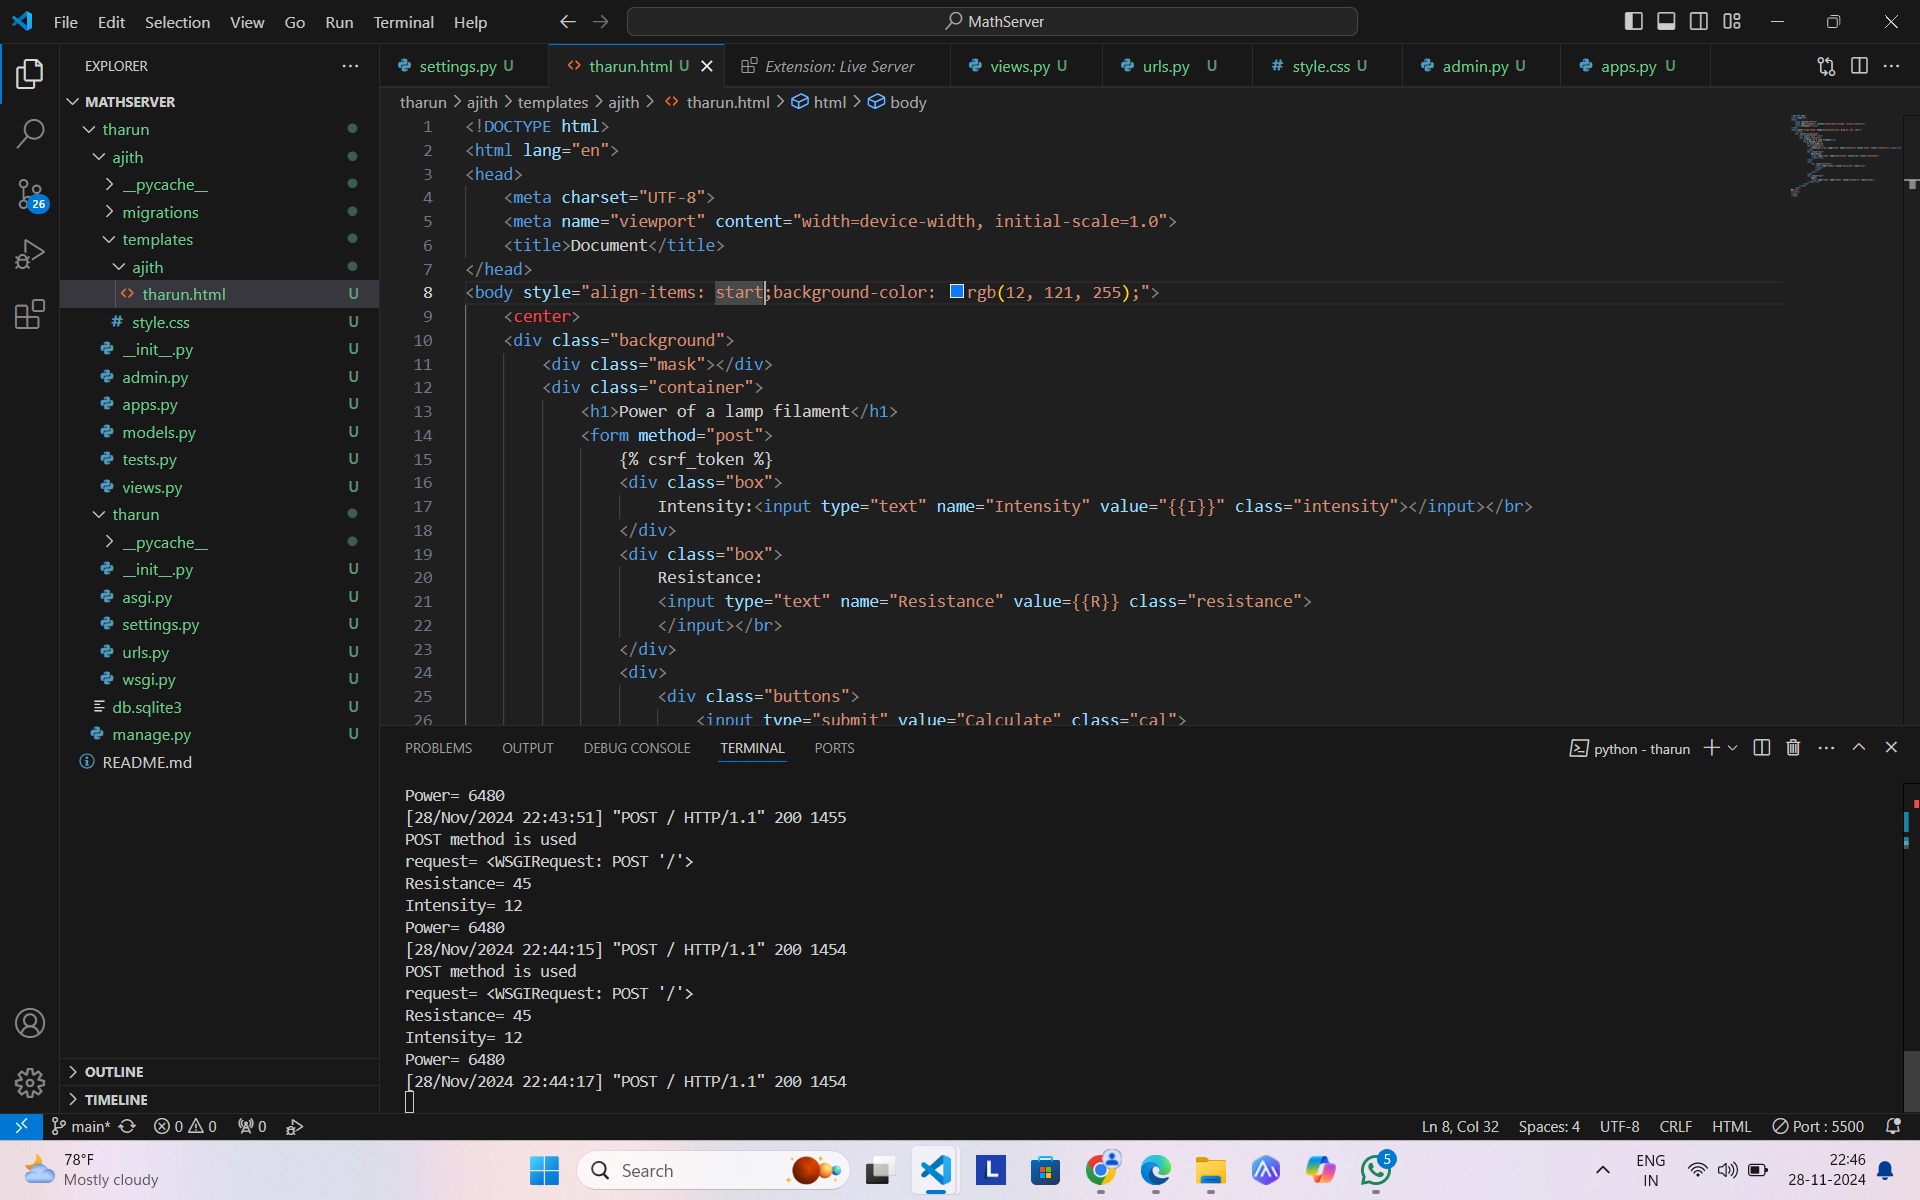 File Edit Selection View Go Run Terminal Help
MathServer
EXPLORER
settings.py U
tharun.html U
Extension: Live Server
views.py U
urls.py U
style.css U
admin.py U
apps.py U
tharun > ajith > templates > ajith > tharun.html > html > body
MATHSERVER
tharun
ajith
__pycache__
migrations
templates
ajith
tharun.html U
style.css U
__init__.py U
admin.py U
apps.py U
models.py U
tests.py U
views.py U
tharun
__pycache__
__init__.py U
asgi.py U
settings.py U
urls.py U
wsgi.py U
db.sqlite3 U
manage.py U
README.md
OUTLINE
TIMELINE
26
1 <!DOCTYPE html>
2 <html lang="en">
3 <head>
4 <meta charset="UTF-8">
5 <meta name="viewport" content="width=device-width, initial-scale=1.0">
6 <title>Document</title>
7 </head>
8 <body style="align-items: start;background-color: rgb(12, 121, 255);">
9 <center>
10 <div class="background">
11 <div class="mask"></div>
12 <div class="container">
13 <h1>Power of a lamp filament</h1>
14 <form method="post">
15 {% csrf_token %}
16 <div class="box">
17 Intensity:<input type="text" name="Intensity" value="{{I}}" class="intensity"></input></br>
18 </div>
19 <div class="box">
20 Resistance:
21 <input type="text" name="Resistance" value={{R}} class="resistance">
22 </input></br>
23 </div>
24 <div>
25 <div class="buttons">
26 <input type="submit" value="Calculate" class="cal">
PROBLEMS OUTPUT DEBUG CONSOLE TERMINAL PORTS
python - tharun
Power= 6480
[28/Nov/2024 22:43:51] "POST / HTTP/1.1" 200 1455
POST method is used
request= <WSGIRequest: POST '/'>
Resistance= 45
Intensity= 12
Power= 6480
[28/Nov/2024 22:44:15] "POST / HTTP/1.1" 200 1454
POST method is used
request= <WSGIRequest: POST '/'>
Resistance= 45
Intensity= 12
Power= 6480
[28/Nov/2024 22:44:17] "POST / HTTP/1.1" 200 1454
main* 0 0 0
Ln 8, Col 32 Spaces: 4 UTF-8 CRLF HTML Port : 5500
78°F
Mostly cloudy
Search
L
5
ENG
IN
22:46
28-11-2024